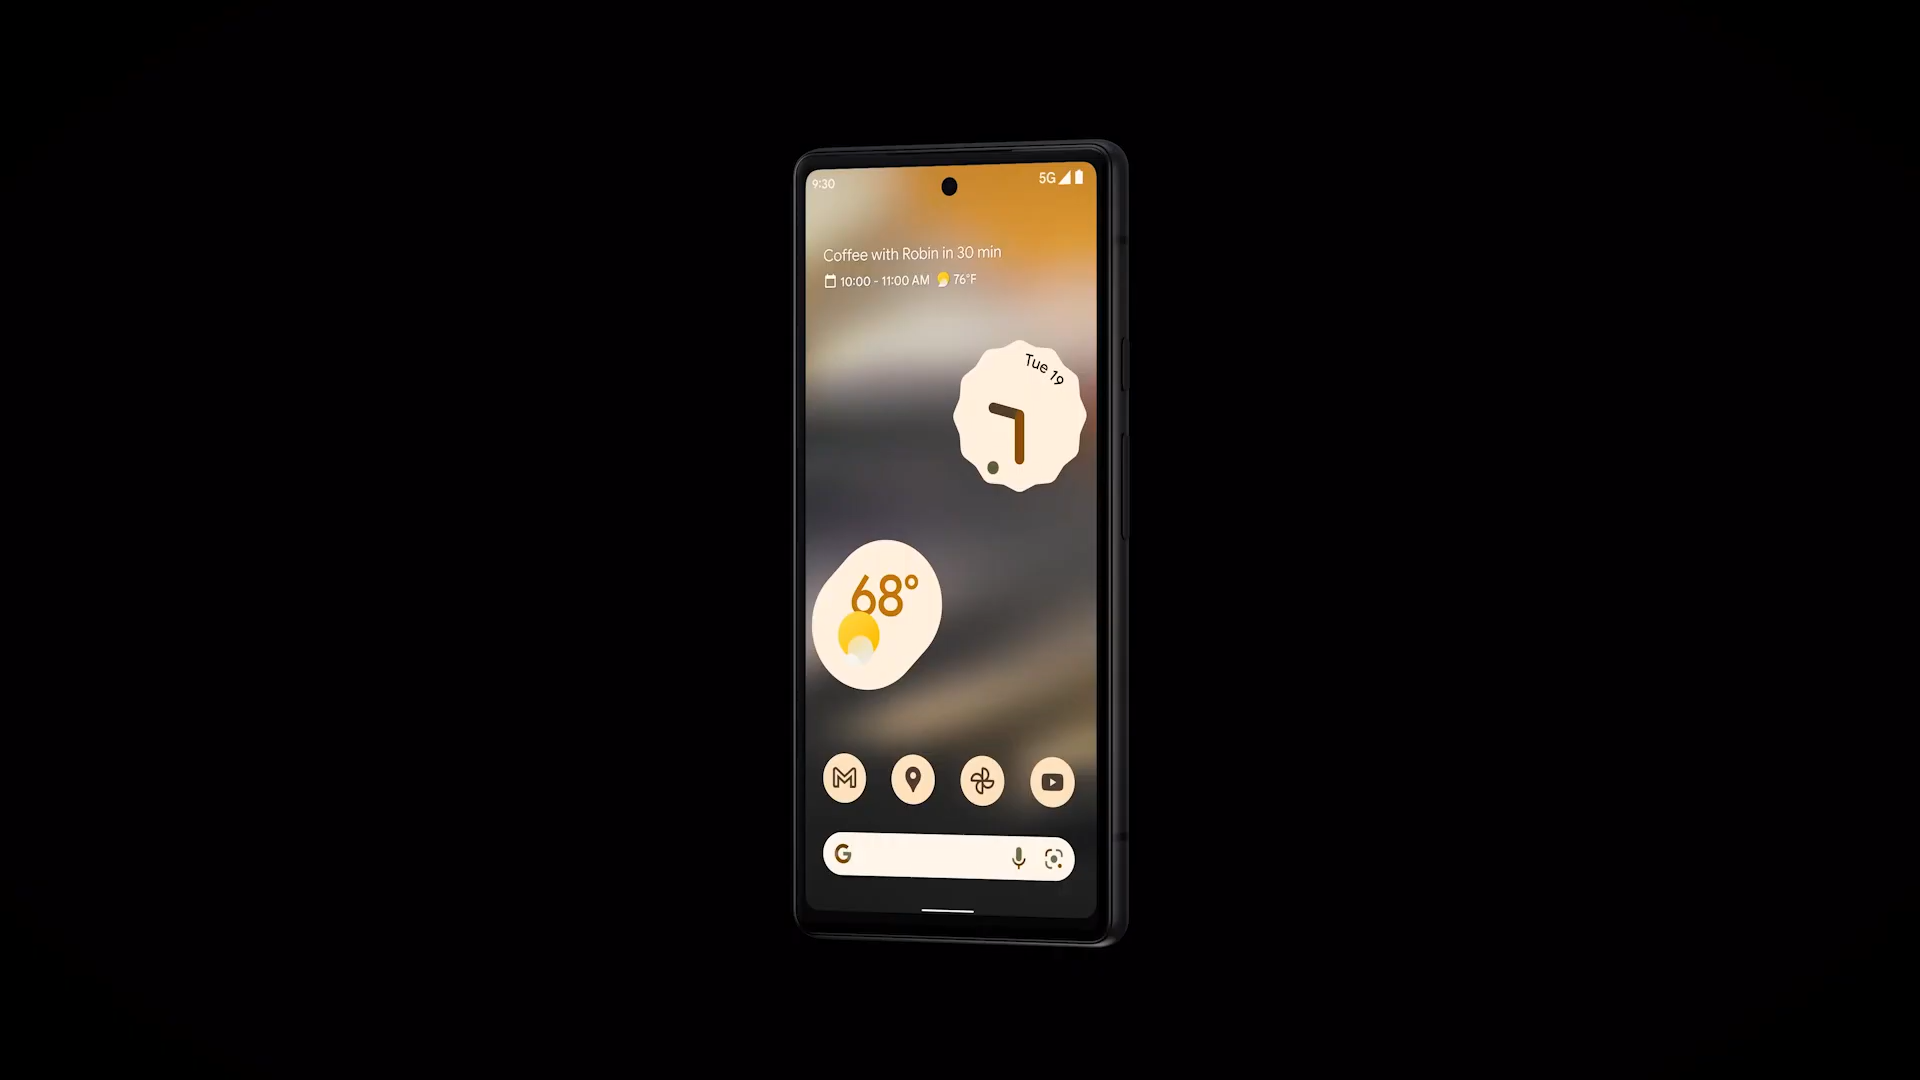 9:30
5G
Coffee with Robin in 30 min
10:00 - 11:00 AM 76°F
Tue 19
68°
G